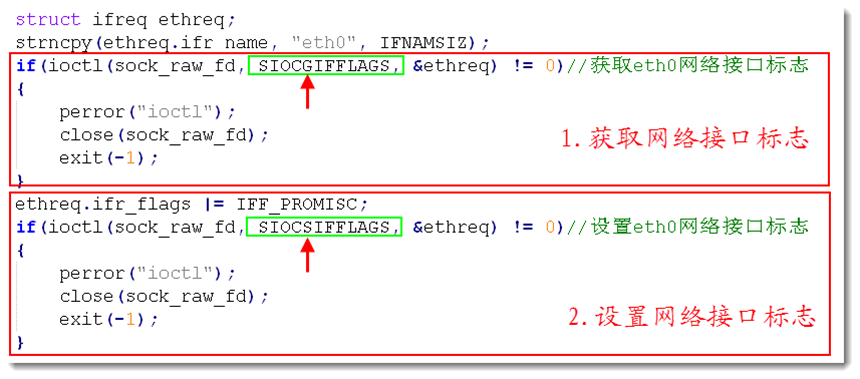 struct ifreq ethreq;
strncpy(ethreq.ifr_name, "eth0", IFNAMSIZ);
if(ioctl(sock_raw_fd, SIOCGIFFLAGS, &ethreq) != 0)//获取eth0网络接口标志
{
perror("ioctl");
close(sock_raw_fd);
exit(-1);
1.获取网络接口标志
}
ethreq.ifr_flags |= IFF_PROMISC;
if(ioctl(sock_raw_fd, SIOCSIFFLAGS, &ethreq) != 0)//设置eth0网络接口标志
{
perror("ioctl");
close(sock_raw_fd);
exit(-1);
2.设置网络接口标志
}